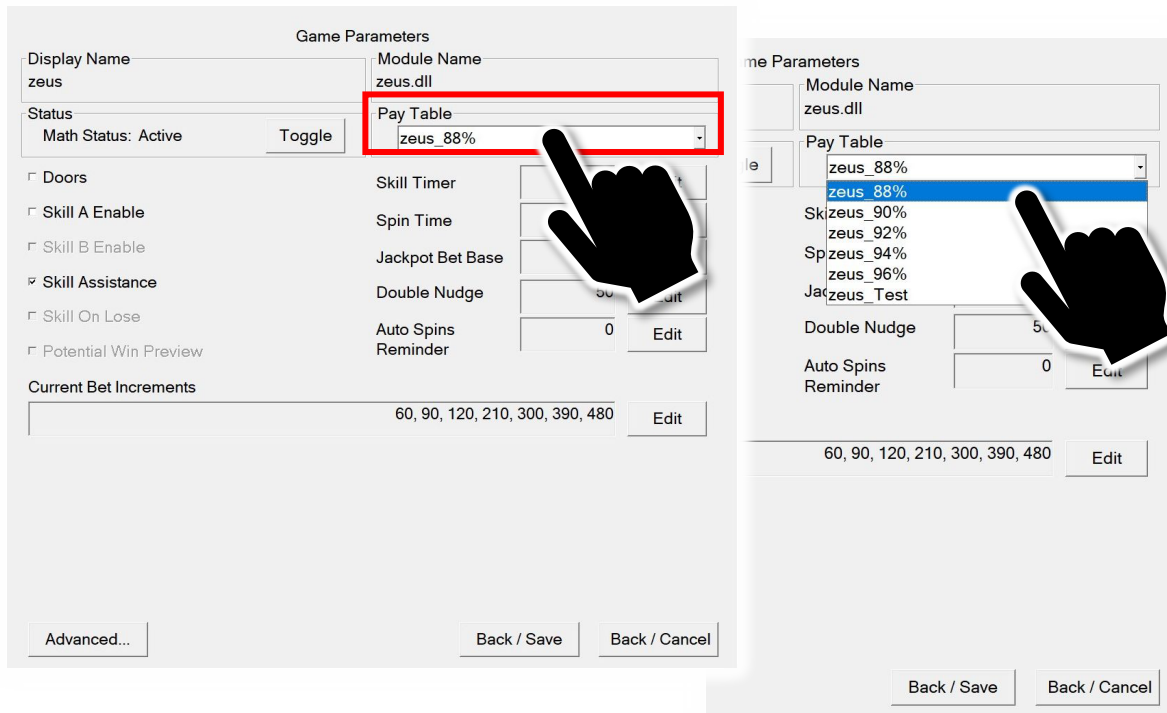 Game Parameters
Display Name
zeus
Module Name
zeus.dll
Status
Math Status: Active
Toggle
Pay Table
zeus_88%
Doors
Skill A Enable
Skill B Enable
Skill Assistance
Skill On Lose
Potential Win Preview
Skill Timer
Spin Time
Jackpot Bet Base
Double Nudge
Auto Spins
Reminder
0
Edit
Current Bet Increments
60, 90, 120, 210, 300, 390, 480
Edit
Advanced...
Back / Save
Back / Cancel
Parameters
Module Name
zeus.dll
Pay Table
zeus_88%
zeus_88%
zeus_90%
zeus_92%
zeus_94%
zeus_96%
zeus_Test
Double Nudge
Auto Spins
Reminder
0
60, 90, 120, 210, 300, 390, 480
Edit
Back / Save
Back / Cancel